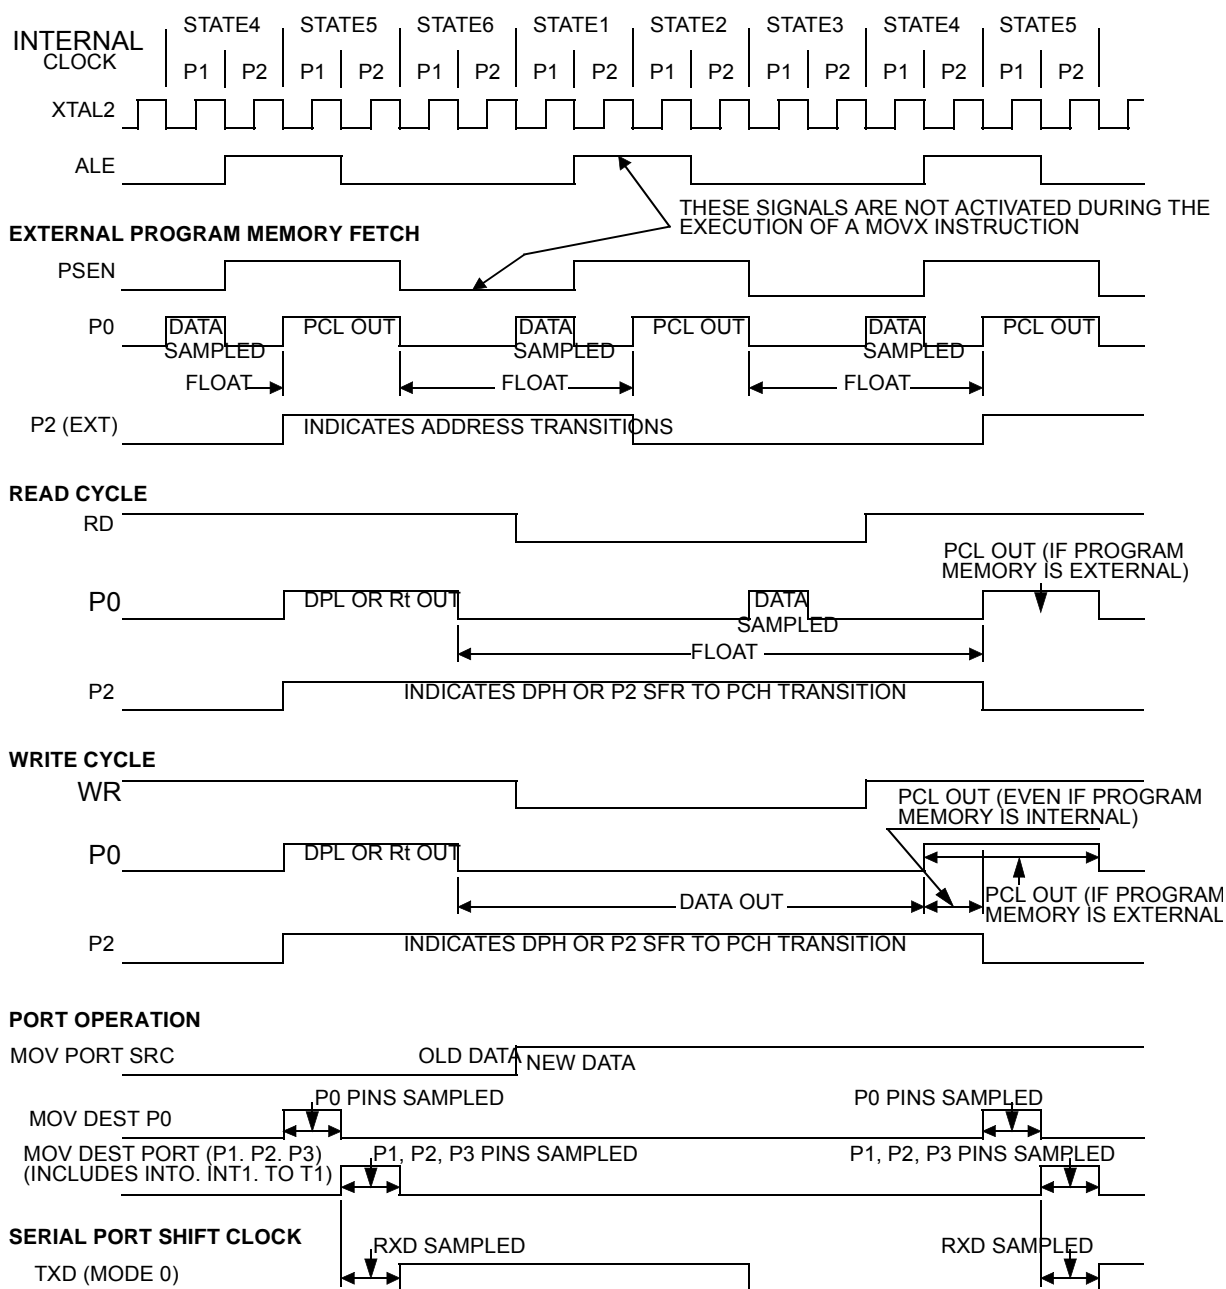 INTERNAL
CLOCK
STATE4 STATE5 STATE6 STATE1 STATE2 STATE3 STATE4 STATE5
P1 P2 P1 P2 P1 P2 P1 P2 P1 P2 P1 P2 P1 P2 P1 P2
XTAL2
ALE
THESE SIGNALS ARE NOT ACTIVATED DURING THE
EXECUTION OF A MOVX INSTRUCTION
EXTERNAL PROGRAM MEMORY FETCH
PSEN
P0 DATA PCL OUT DATA PCL OUT DATA PCL OUT
SAMPLED SAMPLED SAMPLED
FLOAT FLOAT FLOAT
P2 (EXT) INDICATES ADDRESS TRANSITIONS
READ CYCLE
RD
PCL OUT (IF PROGRAM
MEMORY IS EXTERNAL)
P0 DPL OR Rt OUT DATA
SAMPLED
FLOAT
P2 INDICATES DPH OR P2 SFR TO PCH TRANSITION
WRITE CYCLE
WR
PCL OUT (EVEN IF PROGRAM
MEMORY IS INTERNAL)
P0 DPL OR Rt OUT
DATA OUT
PCL OUT (IF PROGRAM
MEMORY IS EXTERNAL
P2 INDICATES DPH OR P2 SFR TO PCH TRANSITION
PORT OPERATION
MOV PORT SRC OLD DATA NEW DATA
P0 PINS SAMPLED P0 PINS SAMPLED
MOV DEST P0
MOV DEST PORT (P1. P2. P3) P1, P2, P3 PINS SAMPLED P1, P2, P3 PINS SAMPLED
(INCLUDES INTO. INT1. TO T1)
SERIAL PORT SHIFT CLOCK
RXD SAMPLED RXD SAMPLED
TXD (MODE 0)